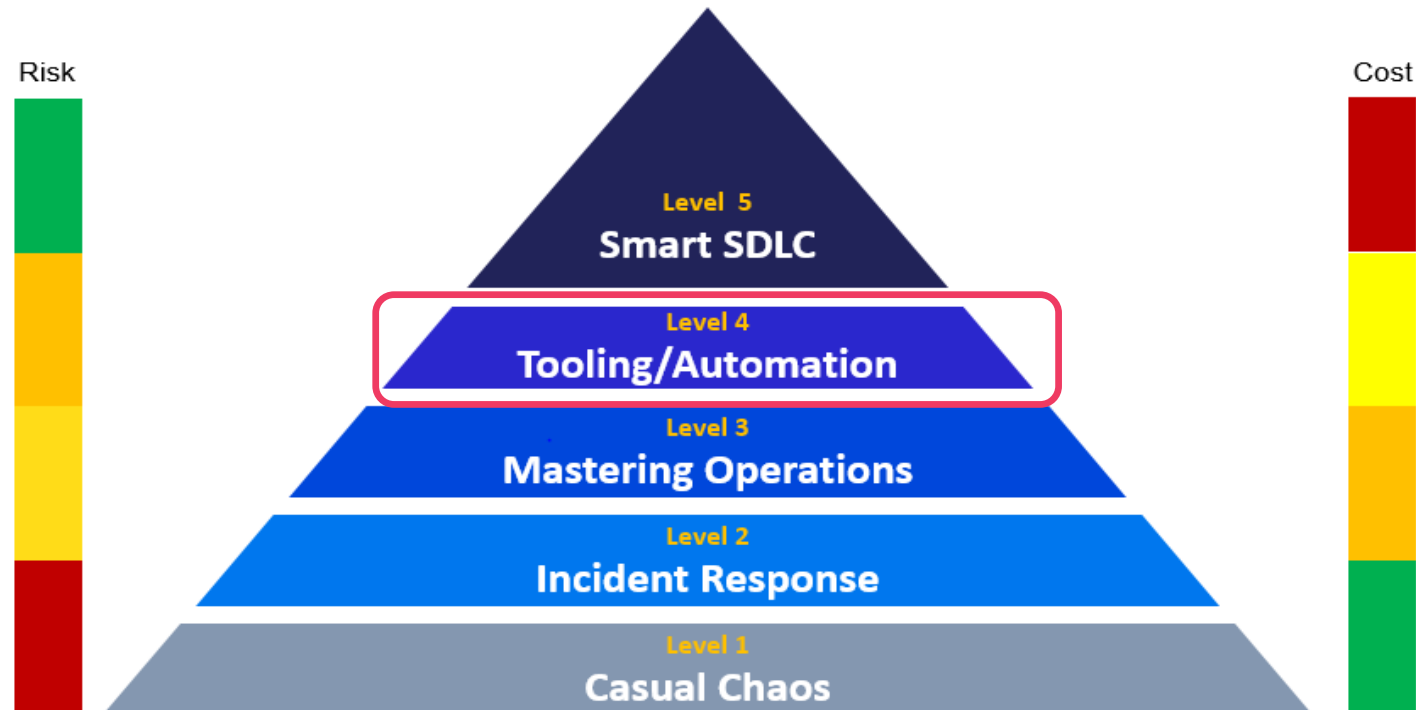 Risk
Cost
Level 5
Smart SDLC
Level 4
Tooling/Automation
Level 3
Mastering Operations
Level 2
Incident Response
Level 1
Casual Chaos